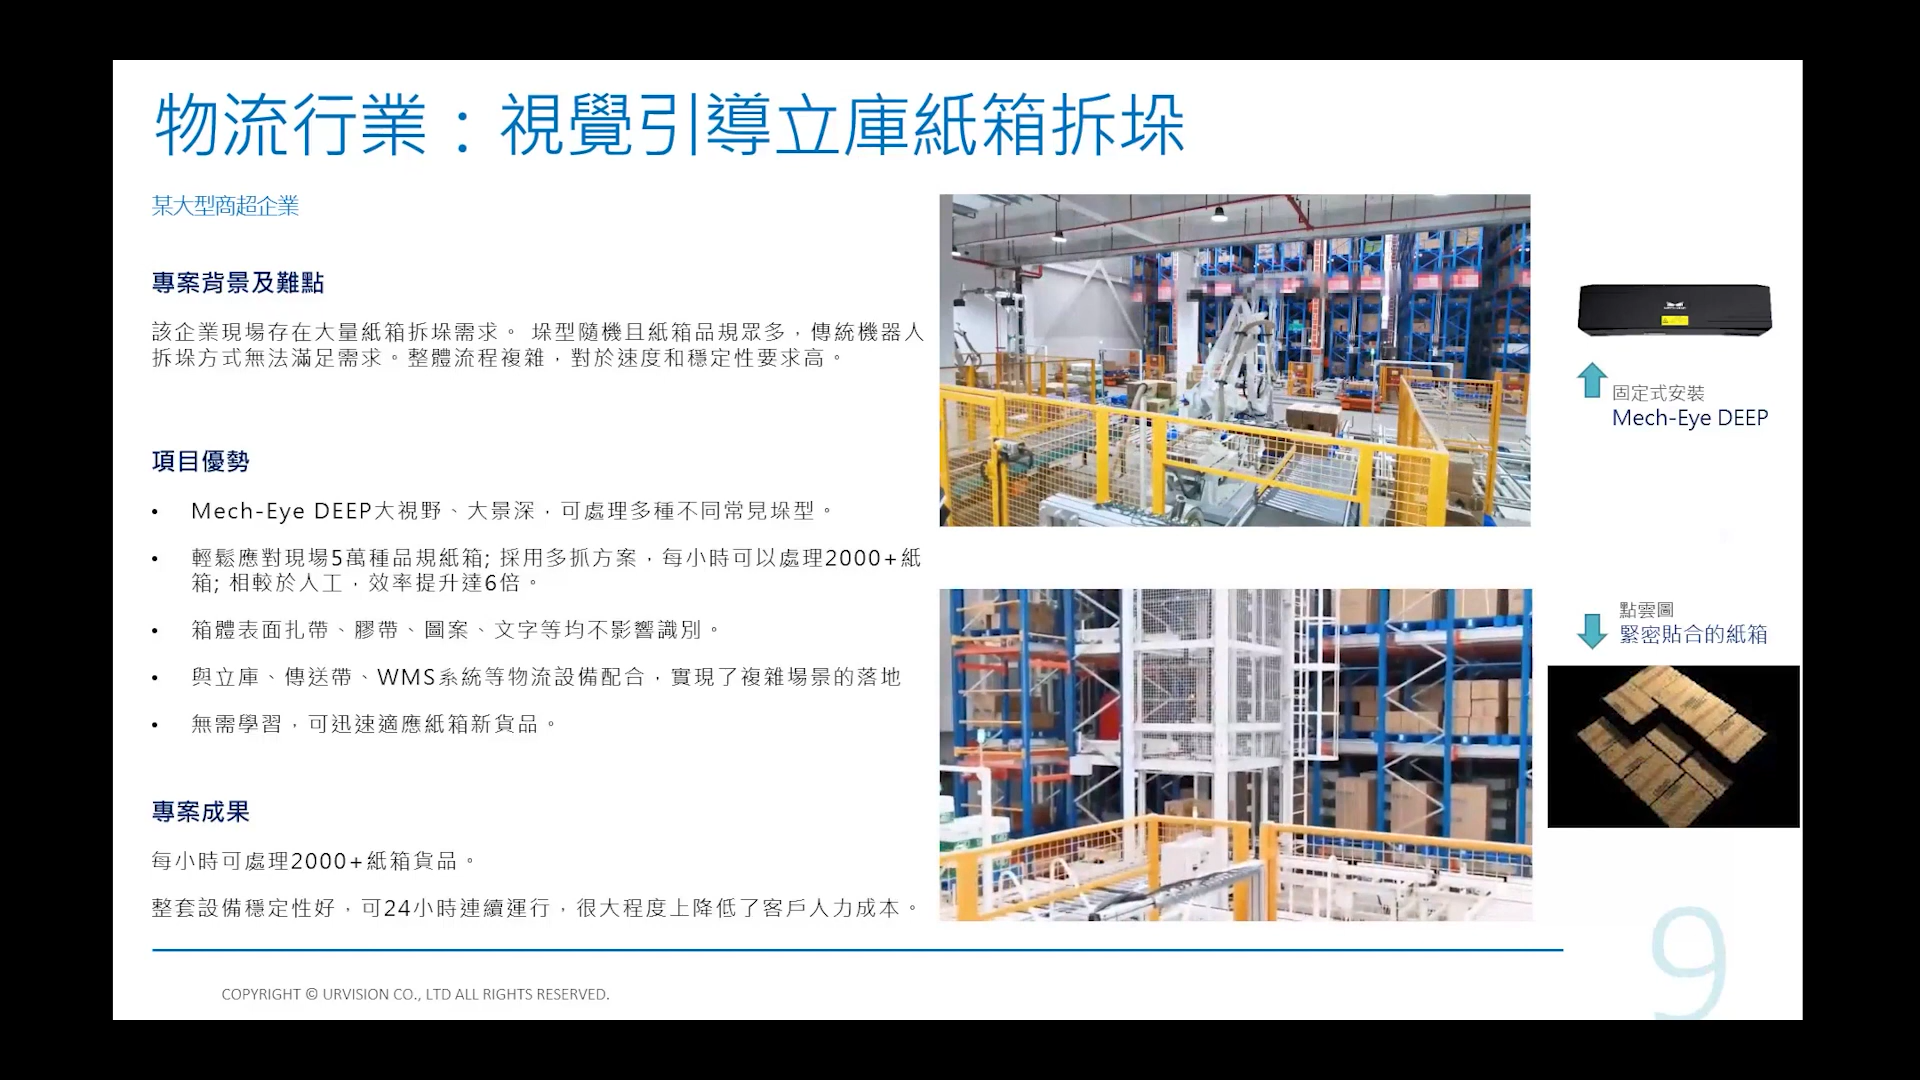 物流行業：視覺引導立庫紙箱拆垛
某大型商超企業
專案背景及難點
該企業現場存在大量紙箱拆垛需求。 垛型隨機且紙箱品規眾多，傳統機器人
拆垛方式無法滿足需求。整體流程複雜，對於速度和穩定性要求高。
項目優勢
• Mech-Eye DEEP大視野、大景深，可處理多種不同常見垛型。
• 輕鬆應對現場5萬種品規紙箱; 採用多抓方案，每小時可以處理2000+紙
箱; 相較於人工，效率提升達6倍。
• 箱體表面扎帶、膠帶、圖案、文字等均不影響識別。
• 與立庫、傳送帶、WMS系統等物流設備配合，實現了複雜場景的落地
• 無需學習，可迅速適應紙箱新貨品。
專案成果
每小時可處理2000+紙箱貨品。
整套設備穩定性好，可24小時連續運行，很大程度上降低了客戶人力成本。
固定式安裝
Mech-Eye DEEP
點雲圖
緊密貼合的紙箱
COPYRIGHT © URVISION CO., LTD ALL RIGHTS RESERVED.
9